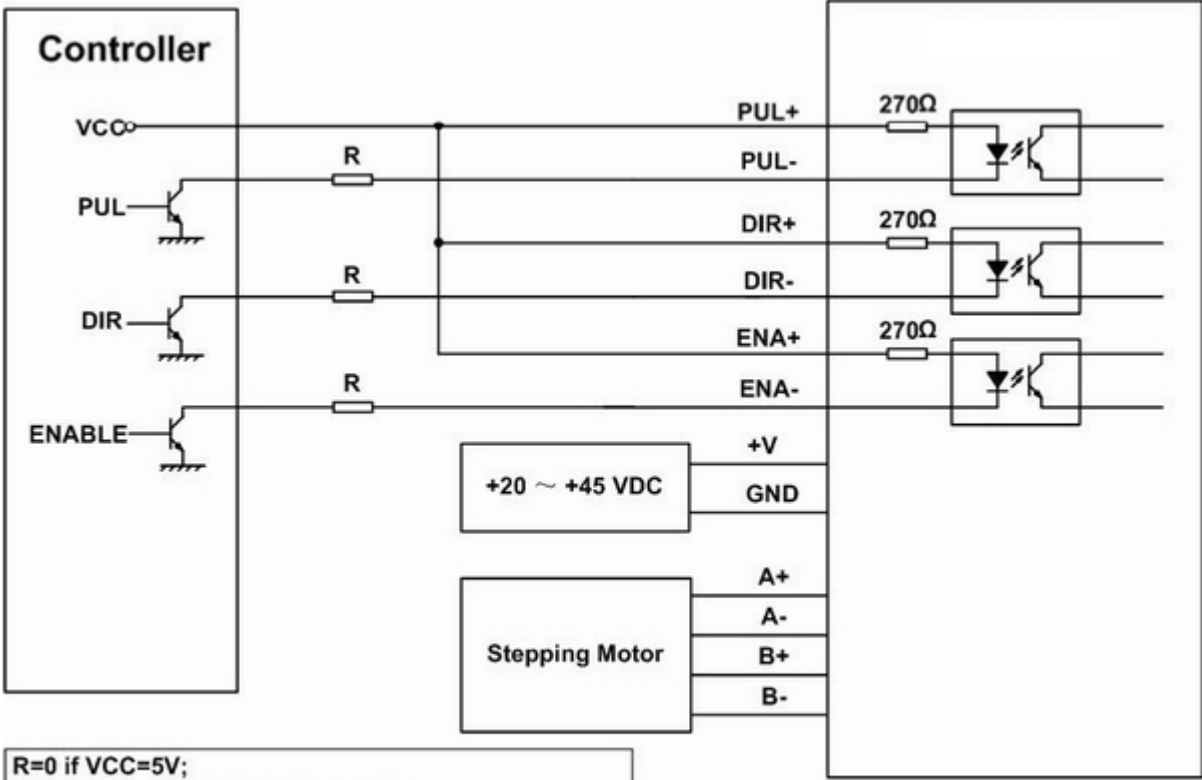 Controller
VCC
PUL
DIR
ENABLE
R
R
R
PUL+
PUL-
DIR+
DIR-
ENA+
ENA-
270Ω
270Ω
270Ω
+20 ～ +45 VDC
+V
GND
Stepping Motor
A+
A-
B+
B-
R=0 if VCC=5V;